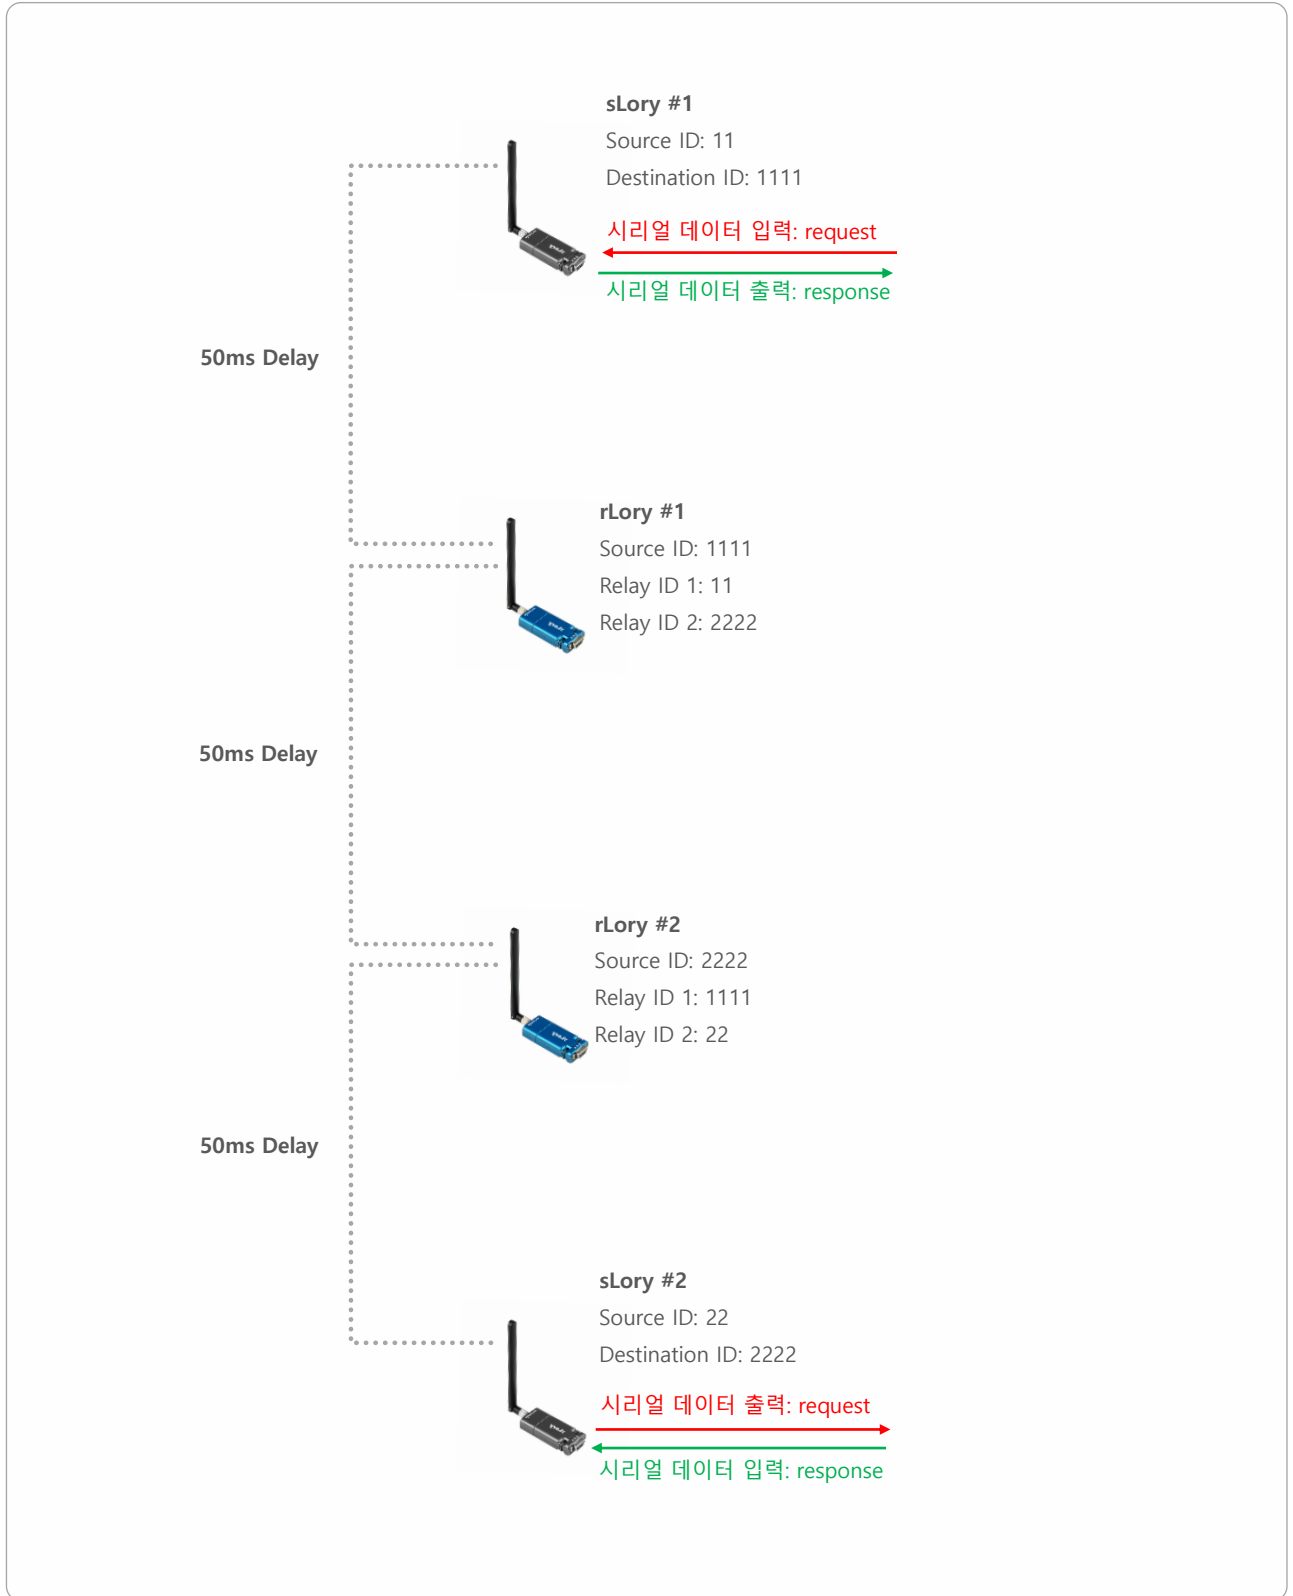 sLory #1
Source ID: 11
Destination ID: 1111
시리얼 데이터 입력: request
시리얼 데이터 출력: response
50ms Delay
rLory #1
Source ID: 1111
Relay ID 1: 11
Relay ID 2: 2222
50ms Delay
rLory #2
Source ID: 2222
Relay ID 1: 1111
Relay ID 2: 22
50ms Delay
sLory #2
Source ID: 22
Destination ID: 2222
시리얼 데이터 출력: request
시리얼 데이터 입력: response